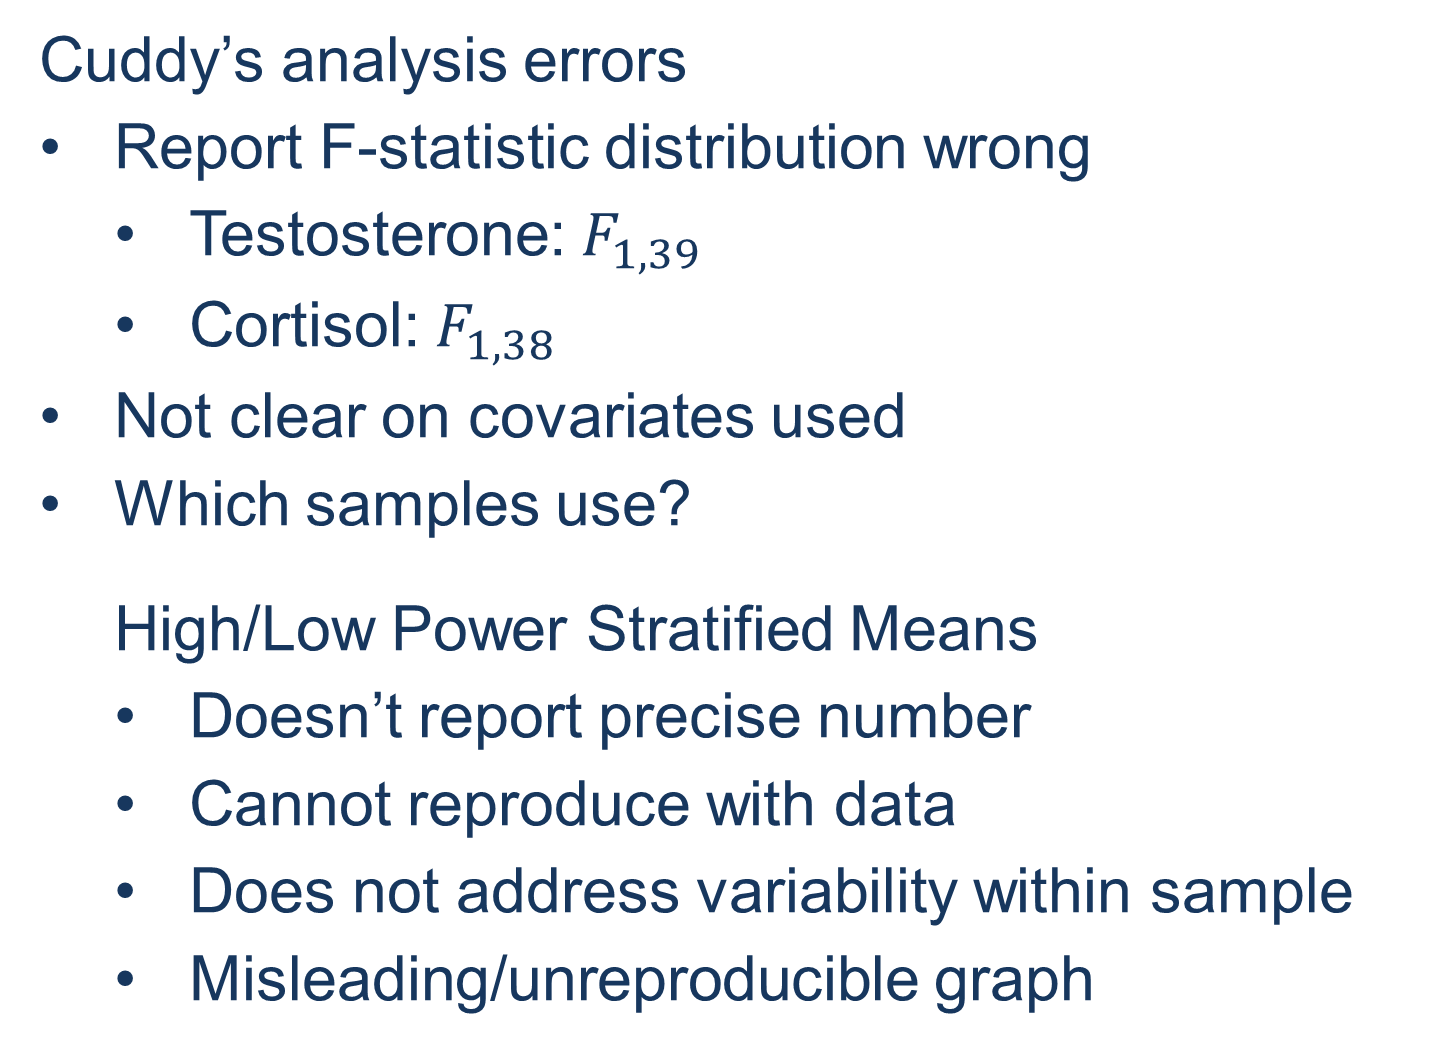 Cuddy’s analysis errors
• Report F-statistic distribution wrong
• Testosterone: F1,39
• Cortisol: F1,38
• Not clear on covariates used
• Which samples use?
High/Low Power Stratified Means
• Doesn’t report precise number
• Cannot reproduce with data
• Does not address variability within sample
• Misleading/unreproducible graph